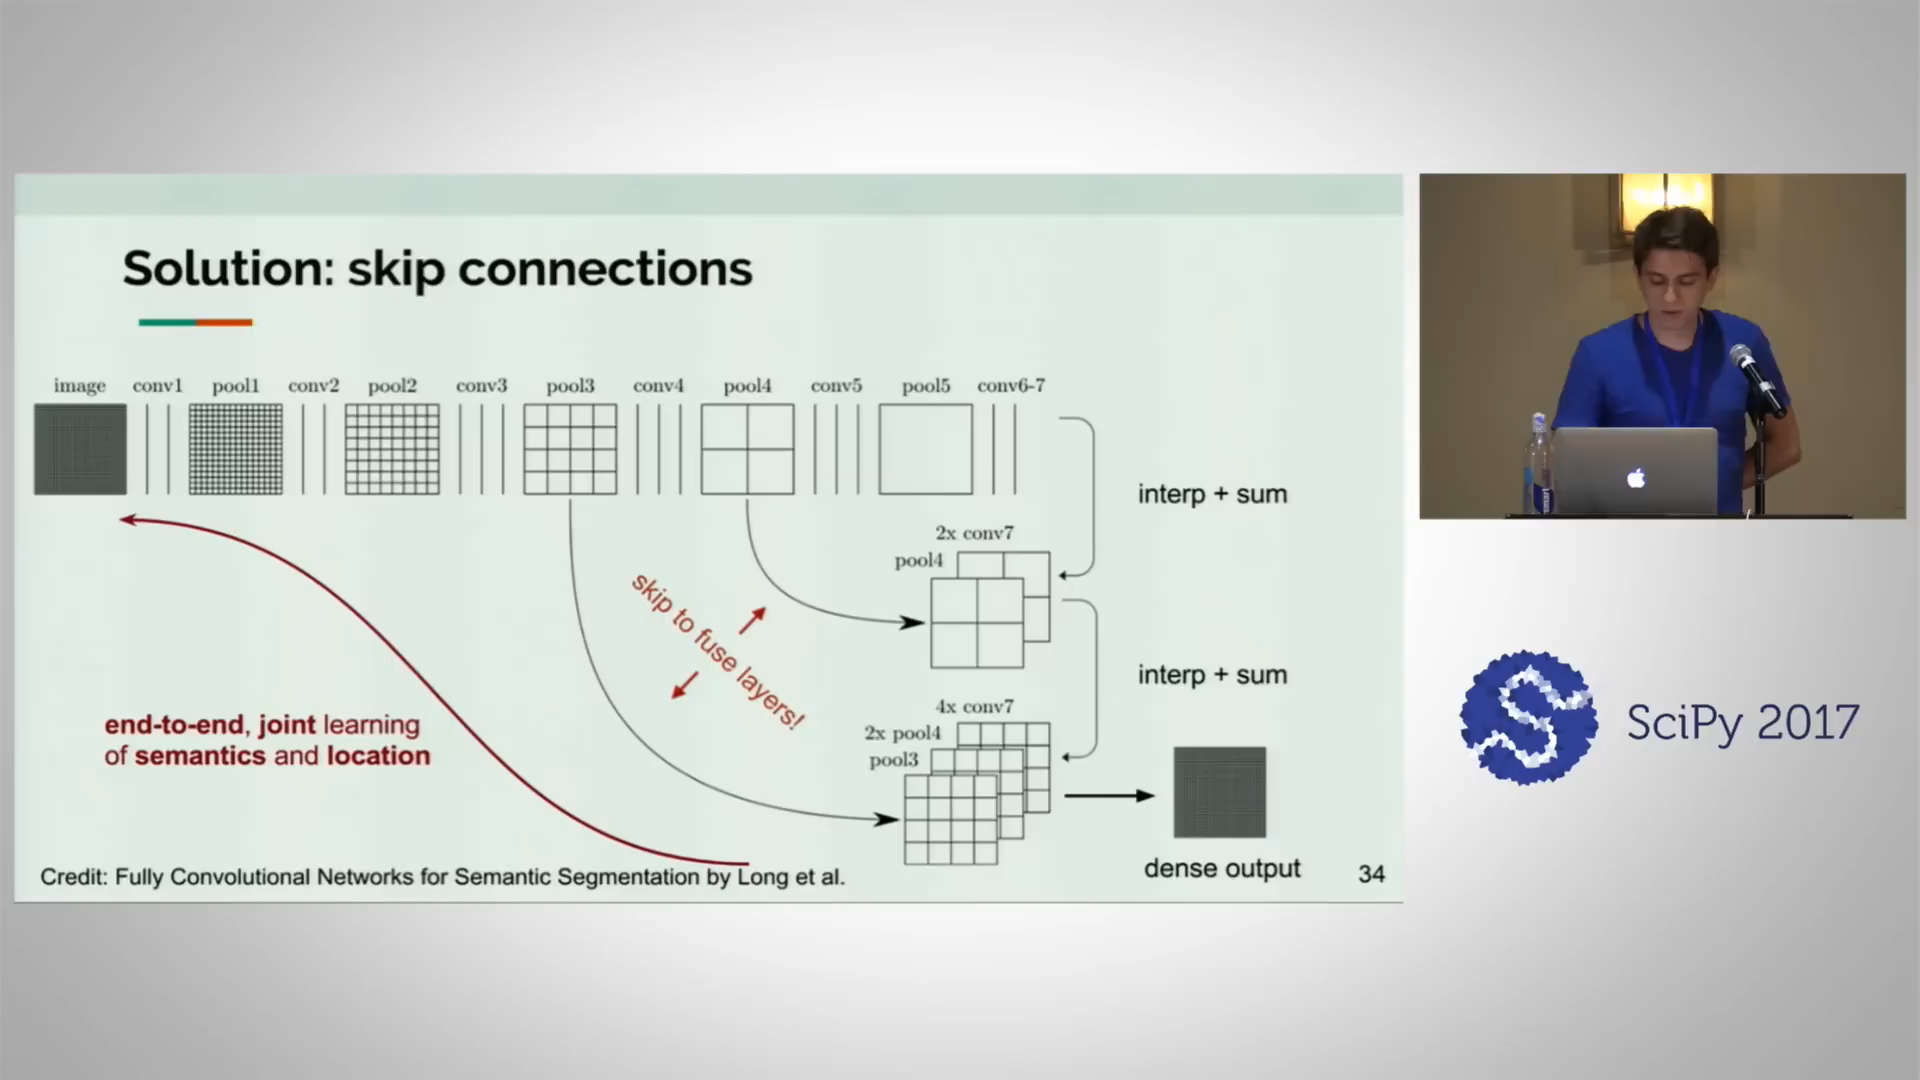 Solution: skip connections
image conv1 pool1 conv2 pool2 conv3 pool3 conv4 pool4 conv5 pool5 conv6-7
interp + sum
2x conv7
pool4
skip to fuse layers!
interp + sum
4x conv7
2x pool4
pool3
end-to-end, joint learning
of semantics and location
dense output
Credit: Fully Convolutional Networks for Semantic Segmentation by Long et al.
34
SciPy 2017